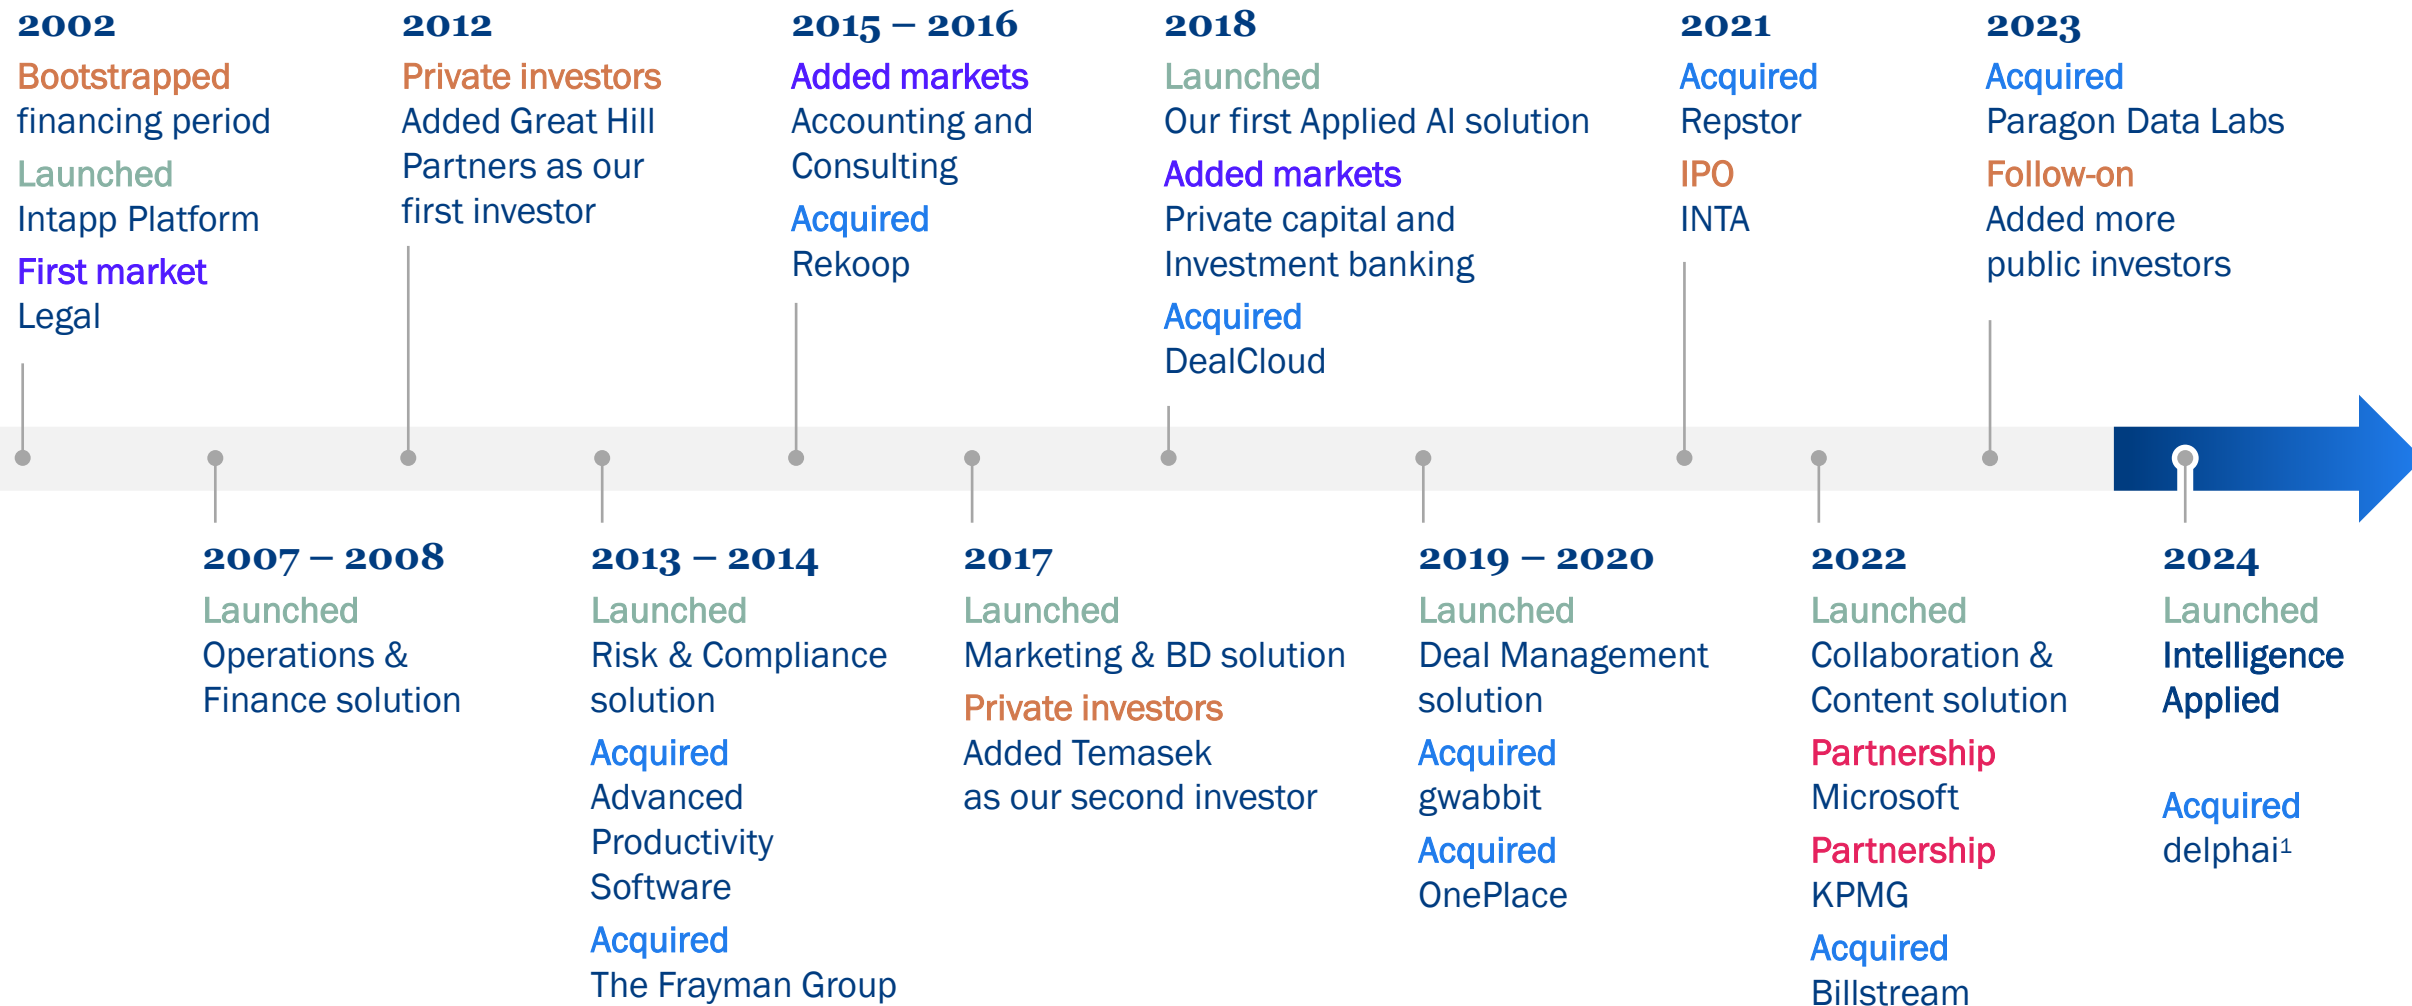 2002
Bootstrapped
financing period
Launched
Intapp Platform
First market
Legal
2007 – 2008
Launched
Operations &
Finance solution
2012
Private investors
Added Great Hill
Partners as our
first investor
2013 – 2014
Launched
Risk & Compliance
solution
Acquired
Advanced
Productivity
Software
Acquired
The Frayman Group
2015 – 2016
Added markets
Accounting and
Consulting
Acquired
Rekoop
2017
Launched
Marketing & BD solution
Private investors
Added Temasek
as our second investor
2018
Launched
Our first Applied AI solution
Added markets
Private capital and
Investment banking
Acquired
DealCloud
2019 – 2020
Launched
Deal Management
solution
Acquired
gwabbit
Acquired
OnePlace
2021
Acquired
Repstor
IPO
INTA
2022
Launched
Collaboration &
Content solution
Partnership
Microsoft
Partnership
KPMG
Acquired
Billstream
2023
Acquired
Paragon Data Labs
Follow-on
Added more
public investors
2024
Launched
Intelligence
Applied
Acquired
delphai¹